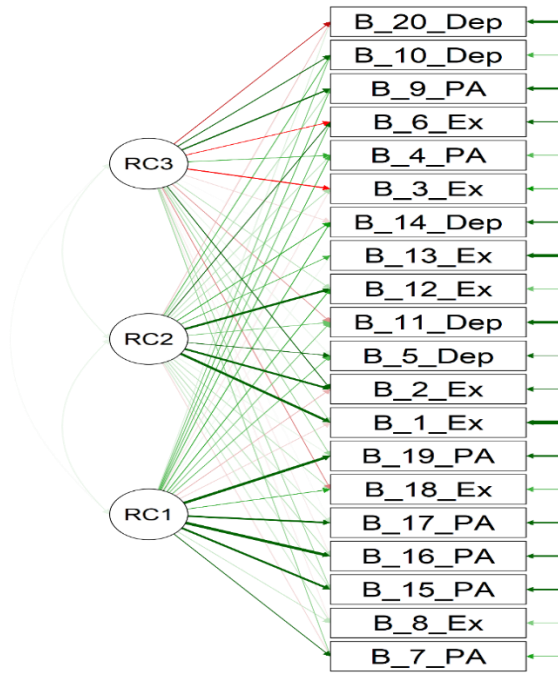 B_20_Dep
B_10_Dep
B_9_PA
B_6_Ex
RC3
B_4_PA
B_3_Ex
B_14_Dep
B_13_Ex
B_12_Ex
B_11_Dep
RC2
B_5_Dep
B_2_Ex
B_1_Ex
B_19_PA
B_18_Ex
RC1
B_17_PA
B_16_PA
B_15_PA
B_8_Ex
B_7_PA